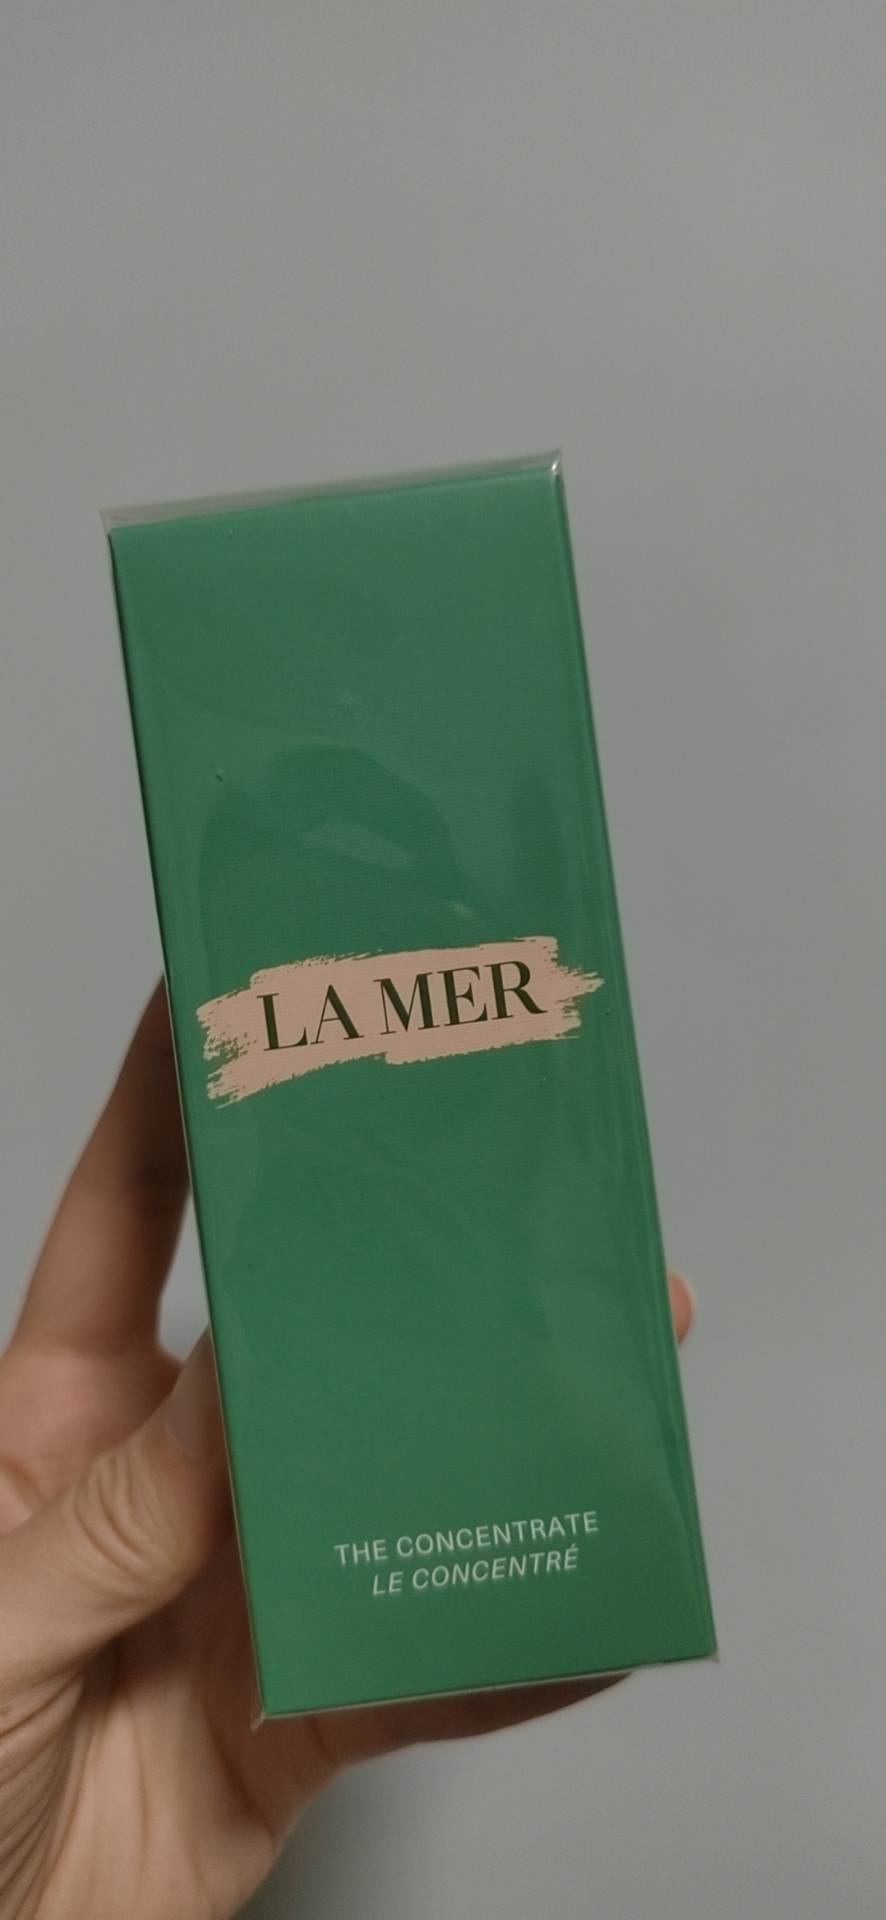 LA MER
THE CONCENTRATE
LE CONCENTRÉ